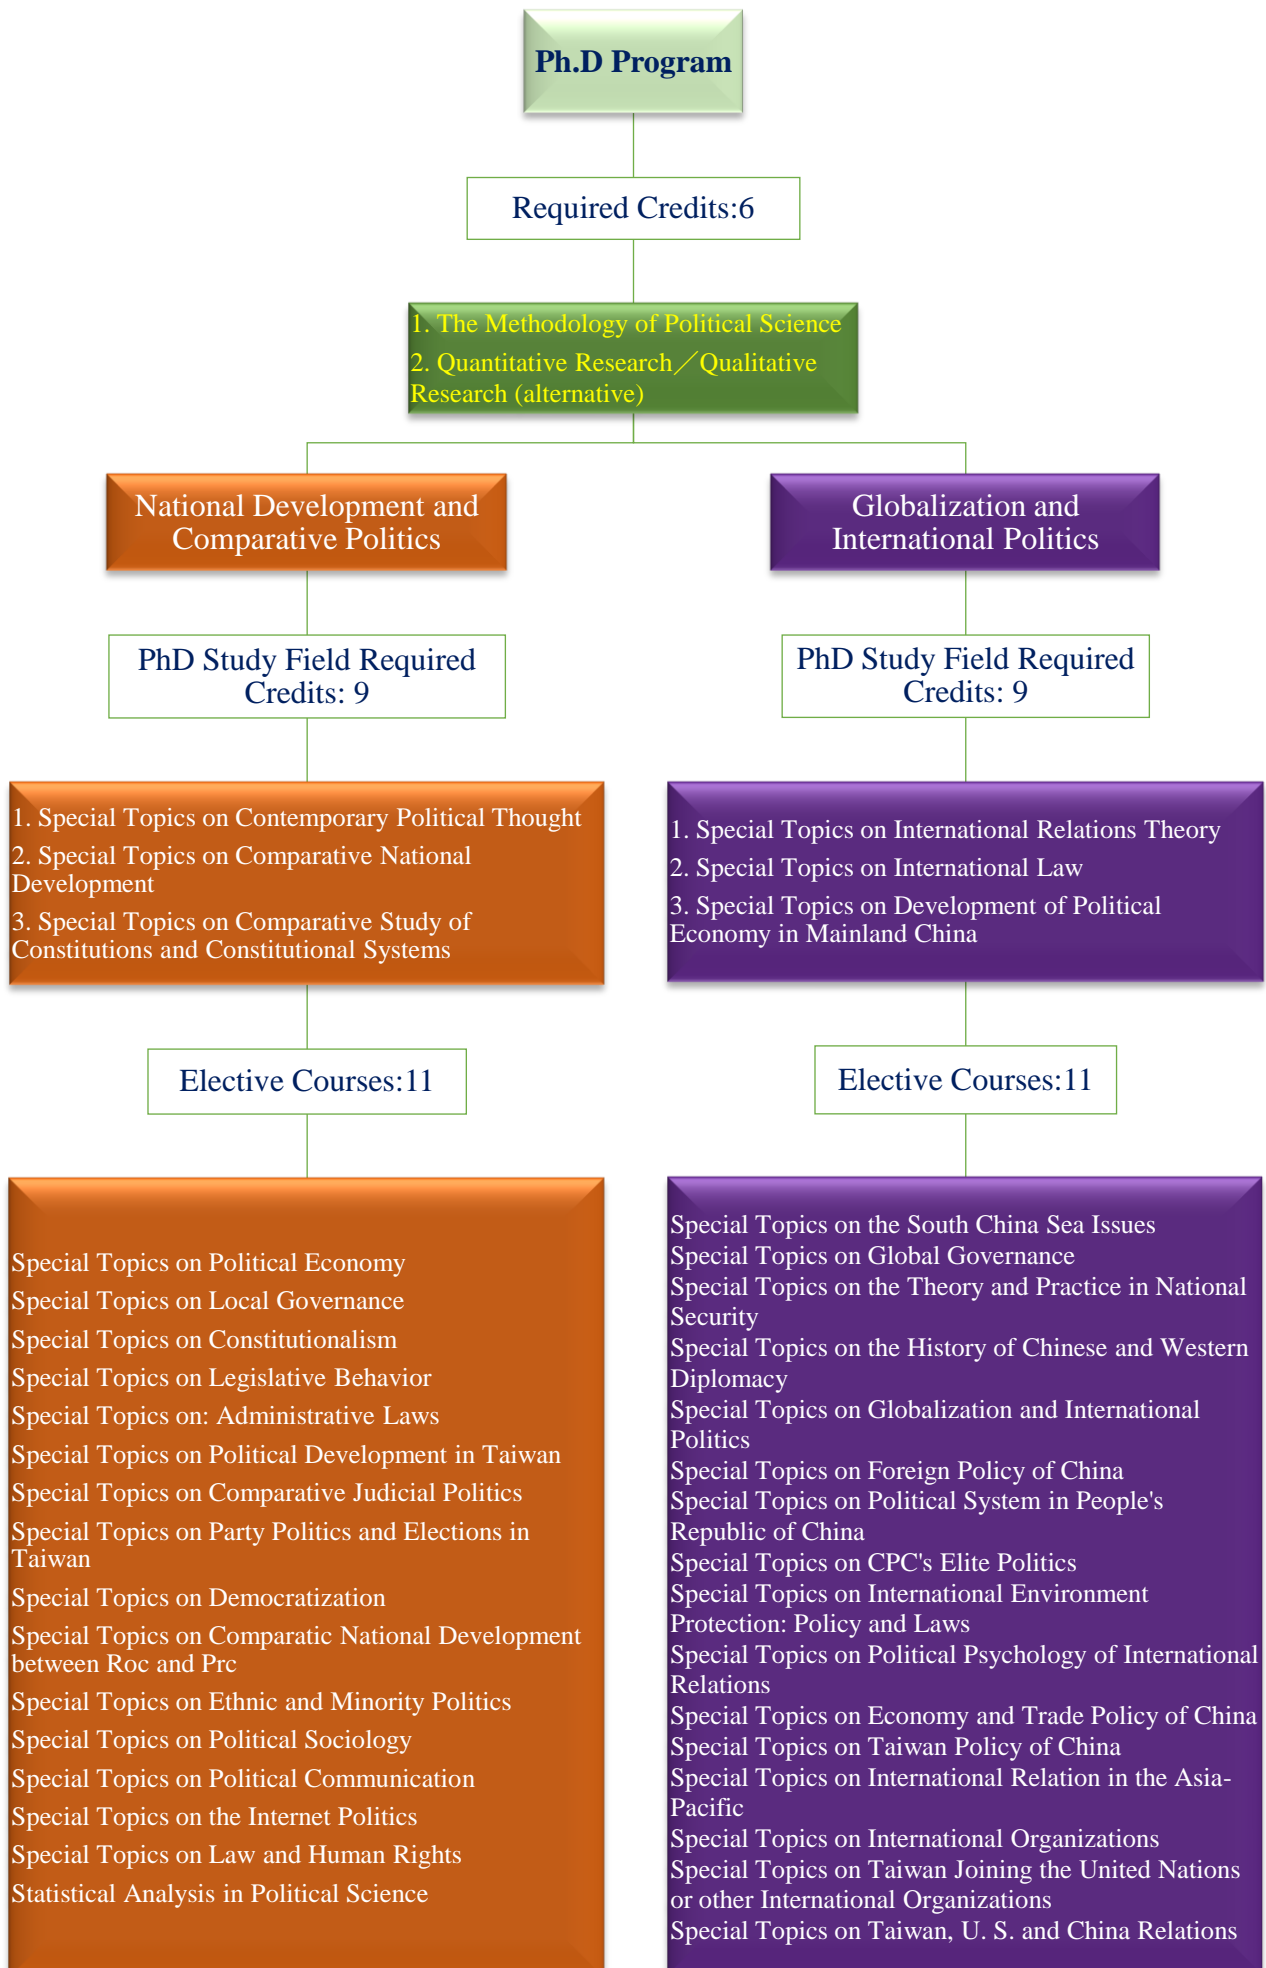 Ph.D Program
Required Credits:6
1. The Methodology of Political Science
2. Quantitative Research／Qualitative
Research (alternative)
National Development and
Comparative Politics
PhD Study Field Required
Credits: 9
1. Special Topics on Contemporary Political Thought
2. Special Topics on Comparative National
Development
3. Special Topics on Comparative Study of
Constitutions and Constitutional Systems
Elective Courses:11
Special Topics on Political Economy
Special Topics on Local Governance
Special Topics on Constitutionalism
Special Topics on Legislative Behavior
Special Topics on: Administrative Laws
Special Topics on Political Development in Taiwan
Special Topics on Comparative Judicial Politics
Special Topics on Party Politics and Elections in
Taiwan
Special Topics on Democratization
Special Topics on Comparatic National Development
between Roc and Prc
Special Topics on Ethnic and Minority Politics
Special Topics on Political Sociology
Special Topics on Political Communication
Special Topics on the Internet Politics
Special Topics on Law and Human Rights
Statistical Analysis in Political Science
Globalization and
International Politics
PhD Study Field Required
Credits: 9
1. Special Topics on International Relations Theory
2. Special Topics on International Law
3. Special Topics on Development of Political
Economy in Mainland China
Elective Courses:11
Special Topics on the South China Sea Issues
Special Topics on Global Governance
Special Topics on the Theory and Practice in National
Security
Special Topics on the History of Chinese and Western
Diplomacy
Special Topics on Globalization and International
Politics
Special Topics on Foreign Policy of China
Special Topics on Political System in People's
Republic of China
Special Topics on CPC's Elite Politics
Special Topics on International Environment
Protection: Policy and Laws
Special Topics on Political Psychology of International
Relations
Special Topics on Economy and Trade Policy of China
Special Topics on Taiwan Policy of China
Special Topics on International Relation in the Asia-
Pacific
Special Topics on International Organizations
Special Topics on Taiwan Joining the United Nations
or other International Organizations
Special Topics on Taiwan, U. S. and China Relations